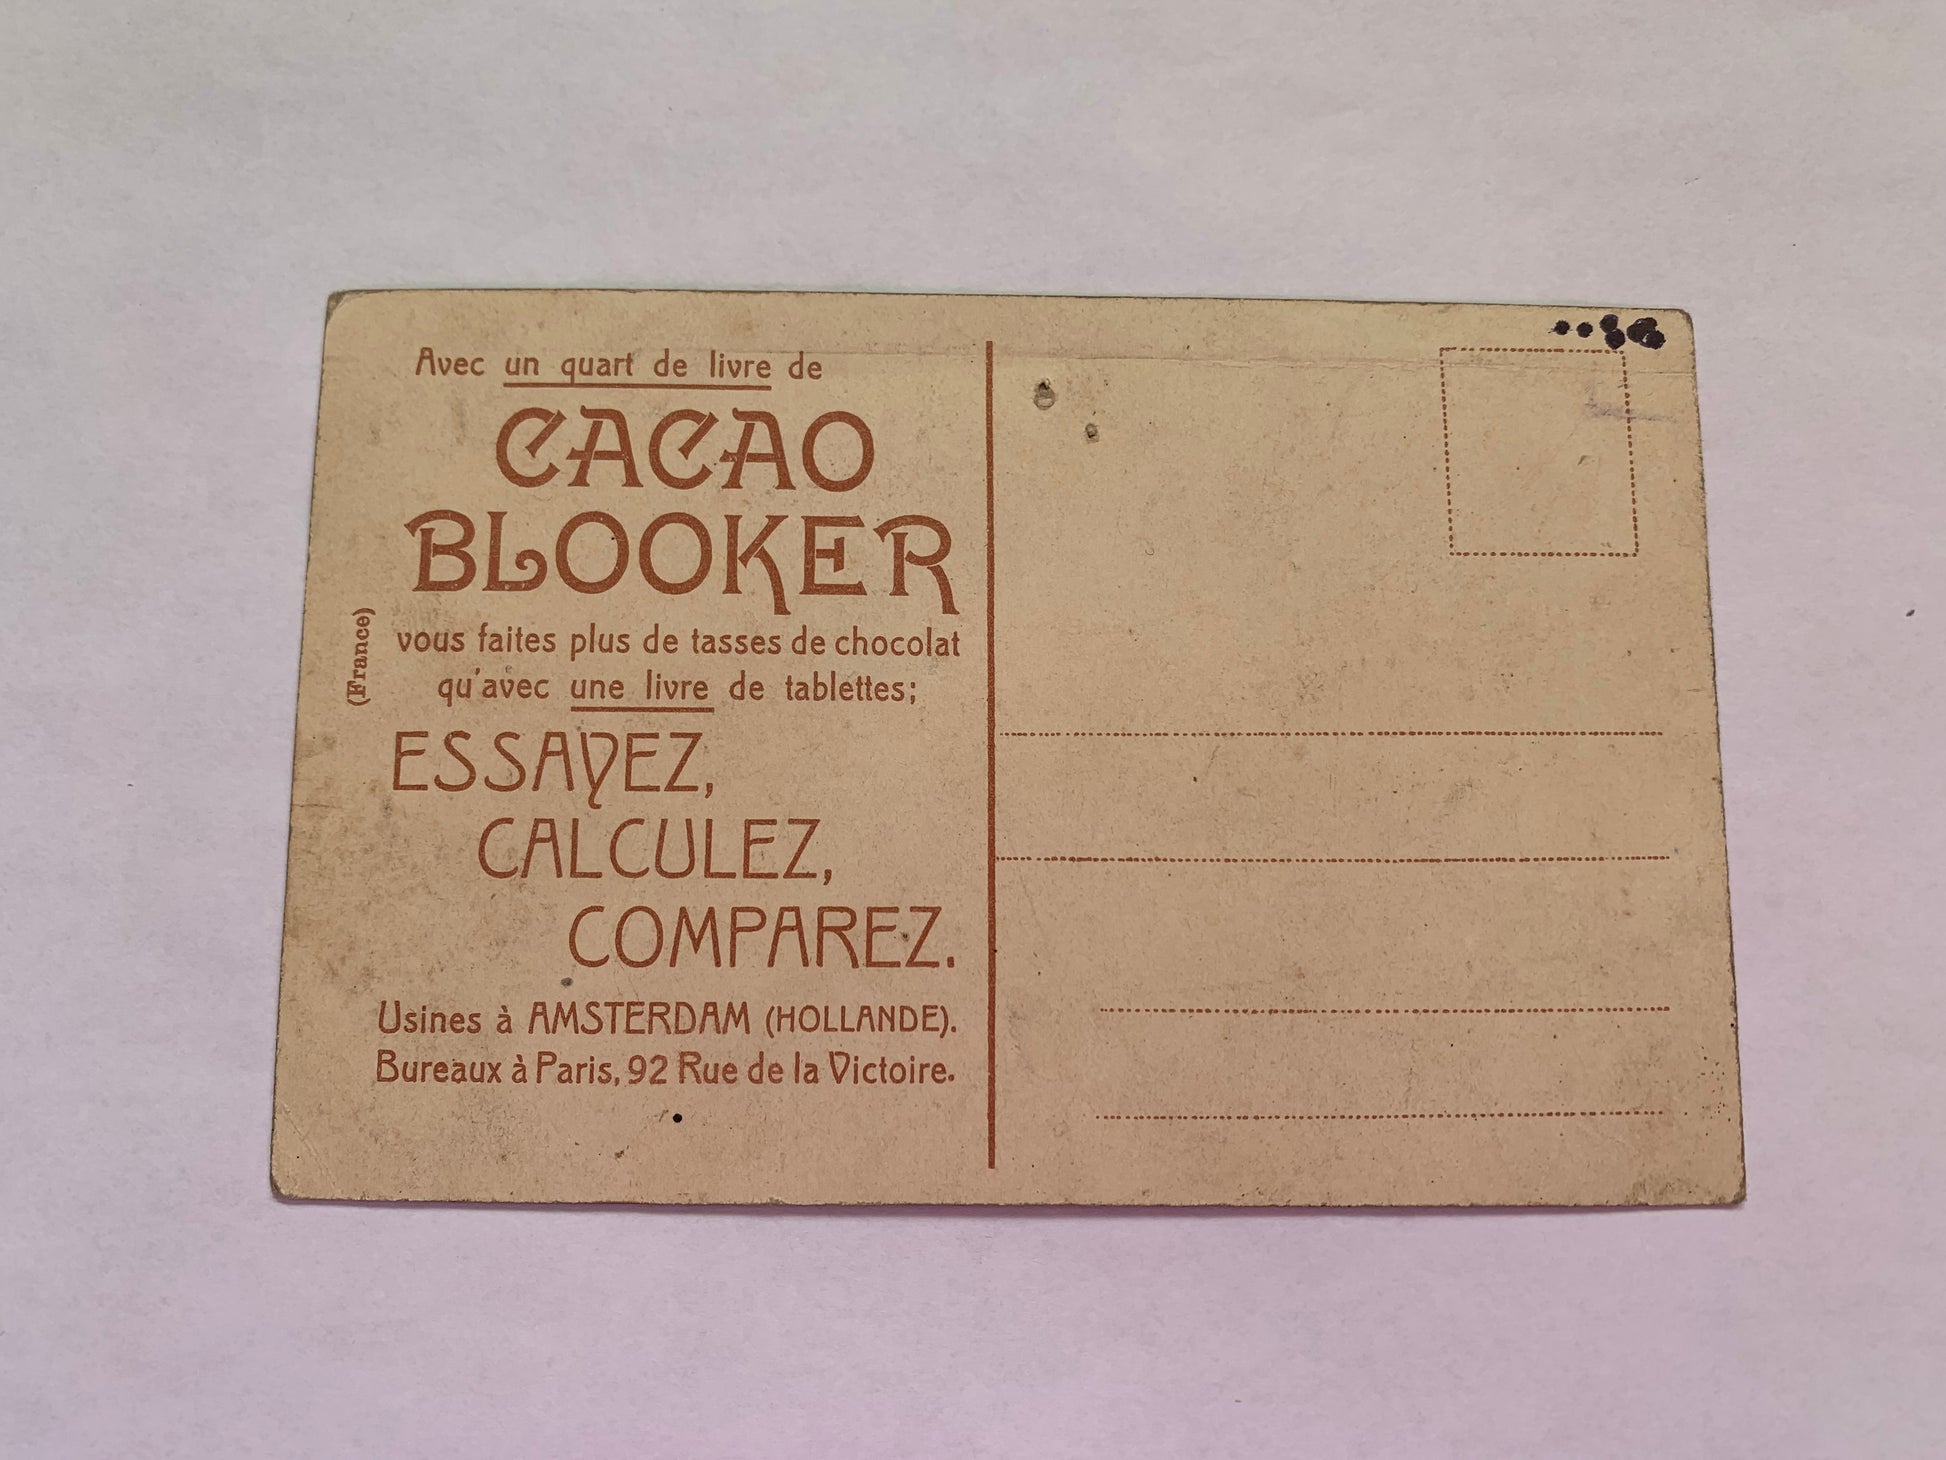 Avec un quart de livre de
CACAO
BLOOKER
vous faites plus de tasses de chocolat
qu'avec une livre de tablettes;
ESSAYEZ,
CALCULEZ,
COMPAREZ.
Usines à AMSTERDAM (HOLLANDE).
Bureaux à Paris, 92 Rue de la Victoire.
(France)